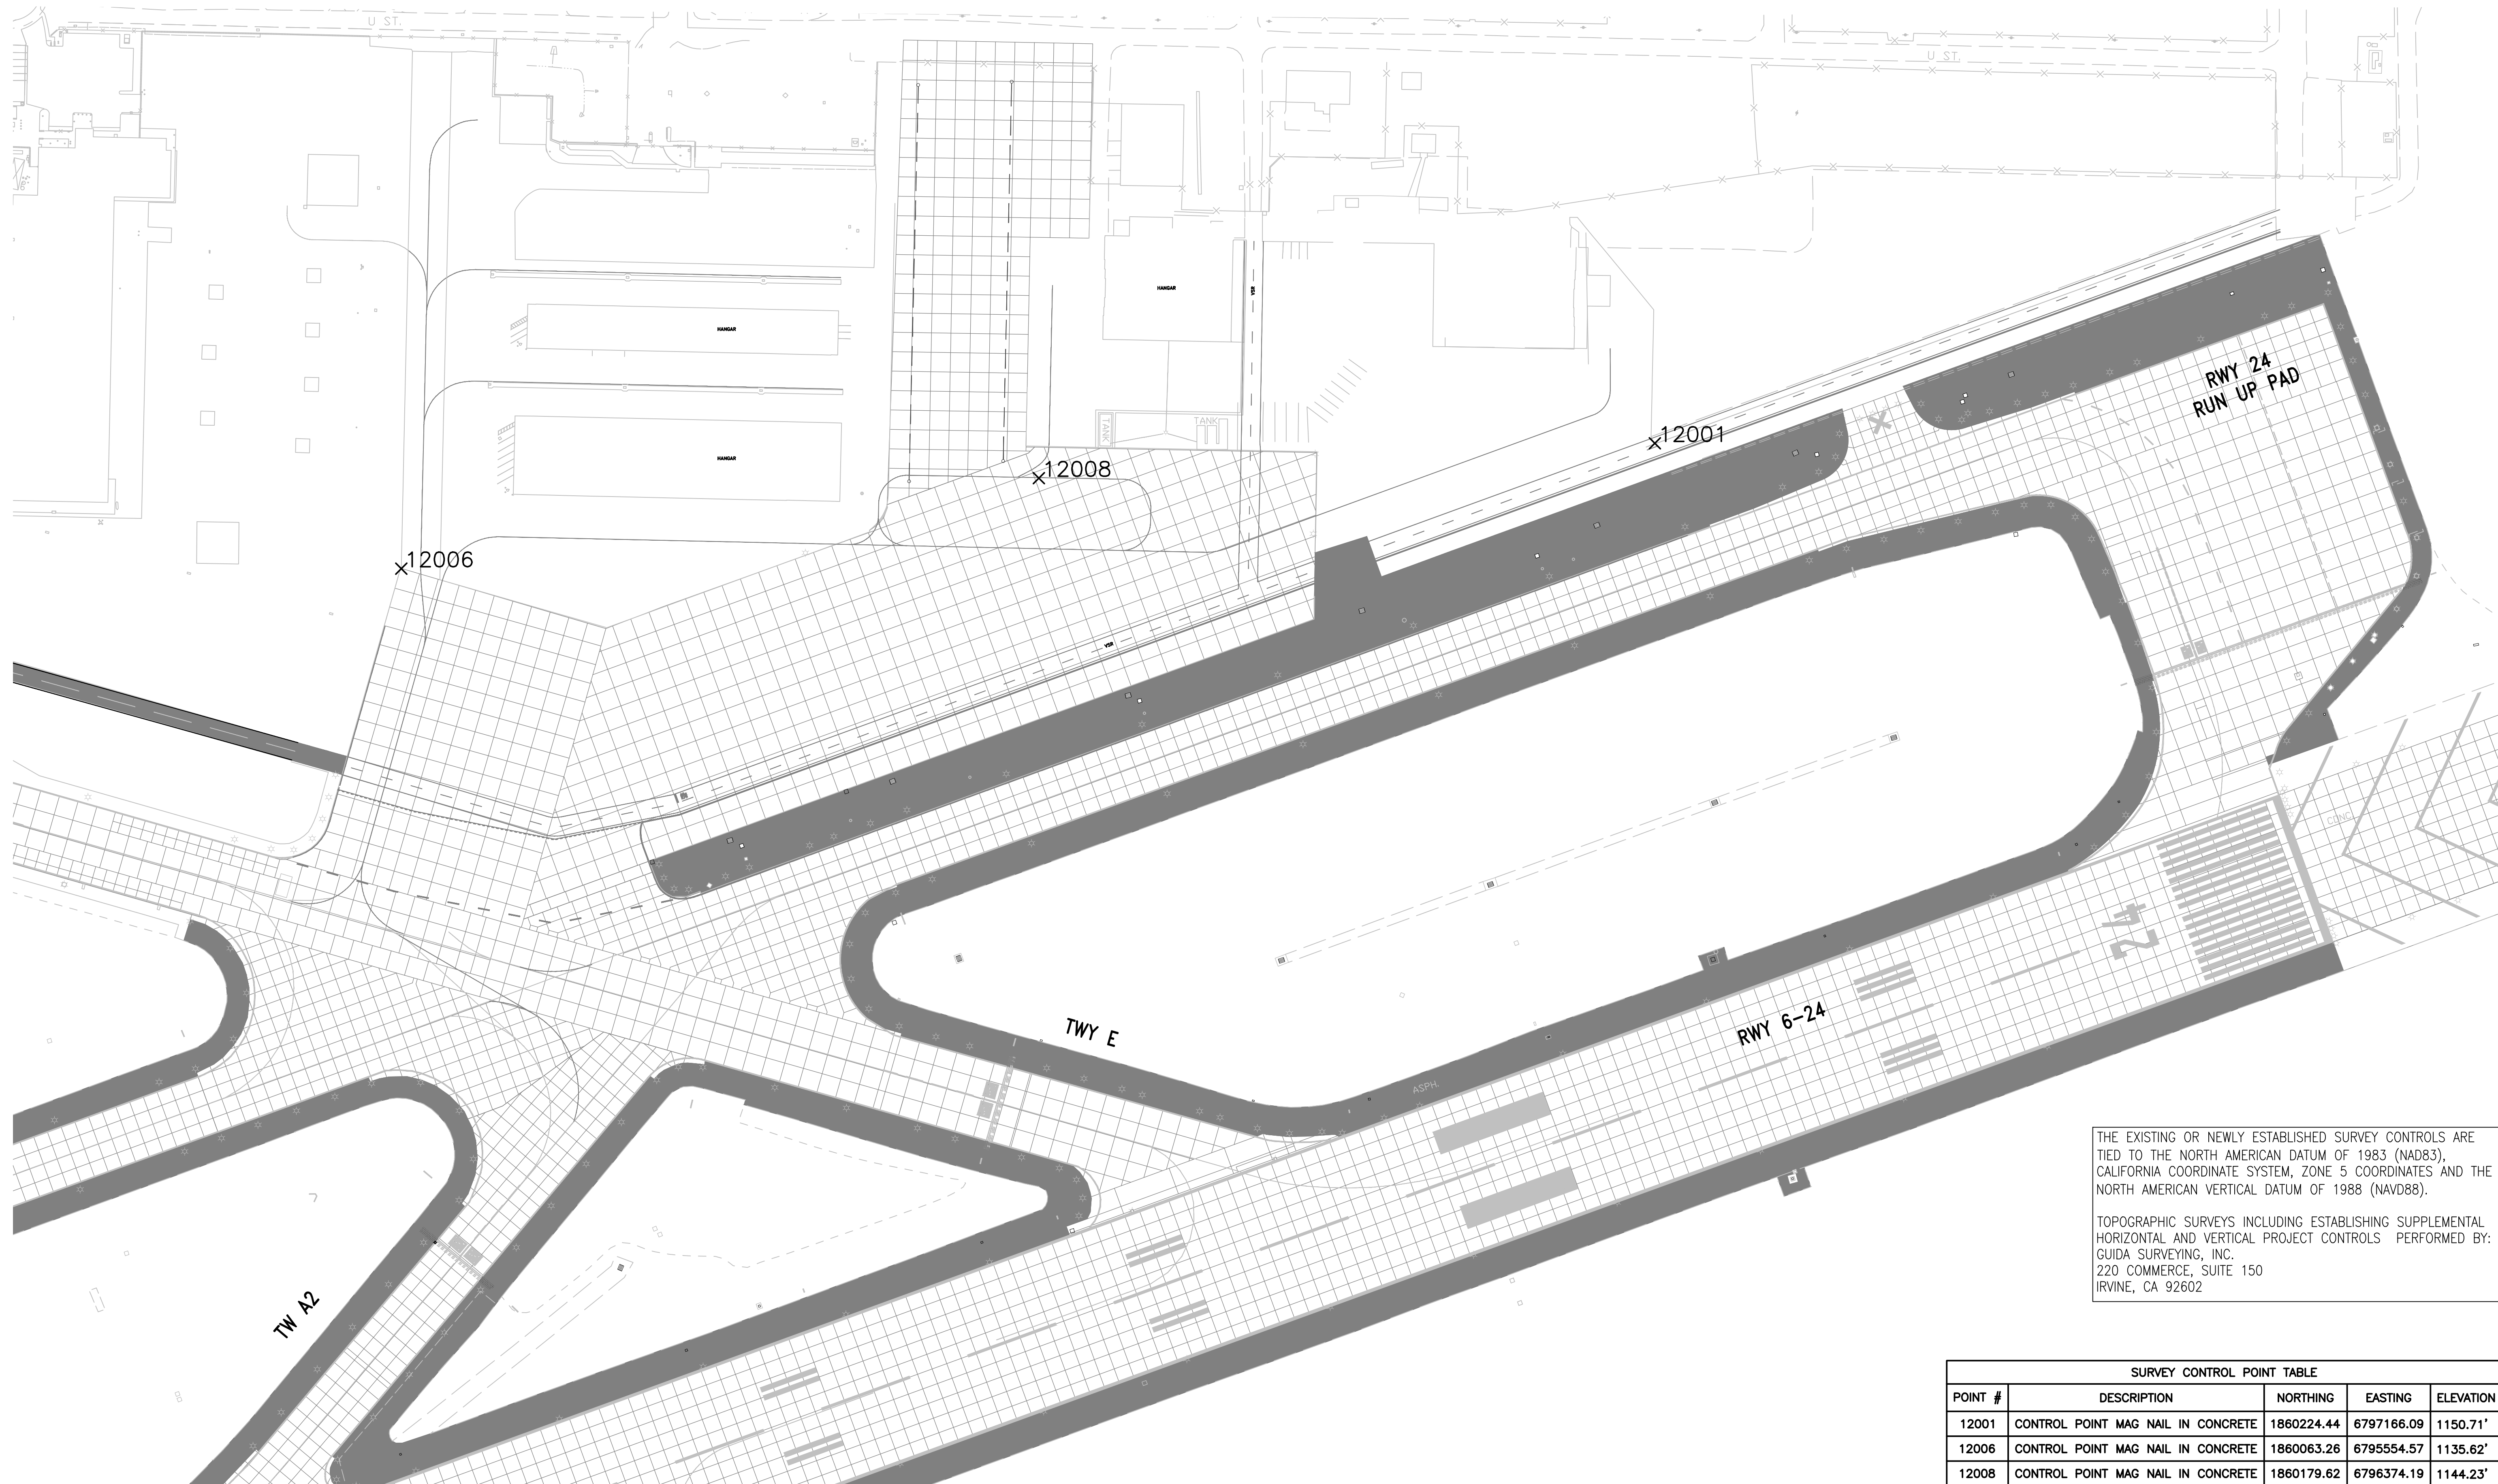 U ST.
U ST.
HANGAR
VSR
HANGAR
RWY 24
RUN UP PAD
TANK
TANK
12001
HANGAR
12008
12006
VSR
CONC.
24
TWY E
RWY 6-24
ASPH.
TW A2
THE EXISTING OR NEWLY ESTABLISHED SURVEY CONTROLS ARE
TIED TO THE NORTH AMERICAN DATUM OF 1983 (NAD83),
CALIFORNIA COORDINATE SYSTEM, ZONE 5 COORDINATES AND THE
NORTH AMERICAN VERTICAL DATUM OF 1988 (NAVD88).
TOPOGRAPHIC SURVEYS INCLUDING ESTABLISHING SUPPLEMENTAL
HORIZONTAL AND VERTICAL PROJECT CONTROLS PERFORMED BY:
GUIDA SURVEYING, INC.
220 COMMERCE, SUITE 150
IRVINE, CA 92602
SURVEY CONTROL POINT TABLE
POINT # DESCRIPTION NORTHING EASTING ELEVATION
12001 CONTROL POINT MAG NAIL IN CONCRETE 1860224.44 6797166.09 1150.71'
12006 CONTROL POINT MAG NAIL IN CONCRETE 1860063.26 6795554.57 1135.62'
12008 CONTROL POINT MAG NAIL IN CONCRETE 1860179.62 6796374.19 1144.23'